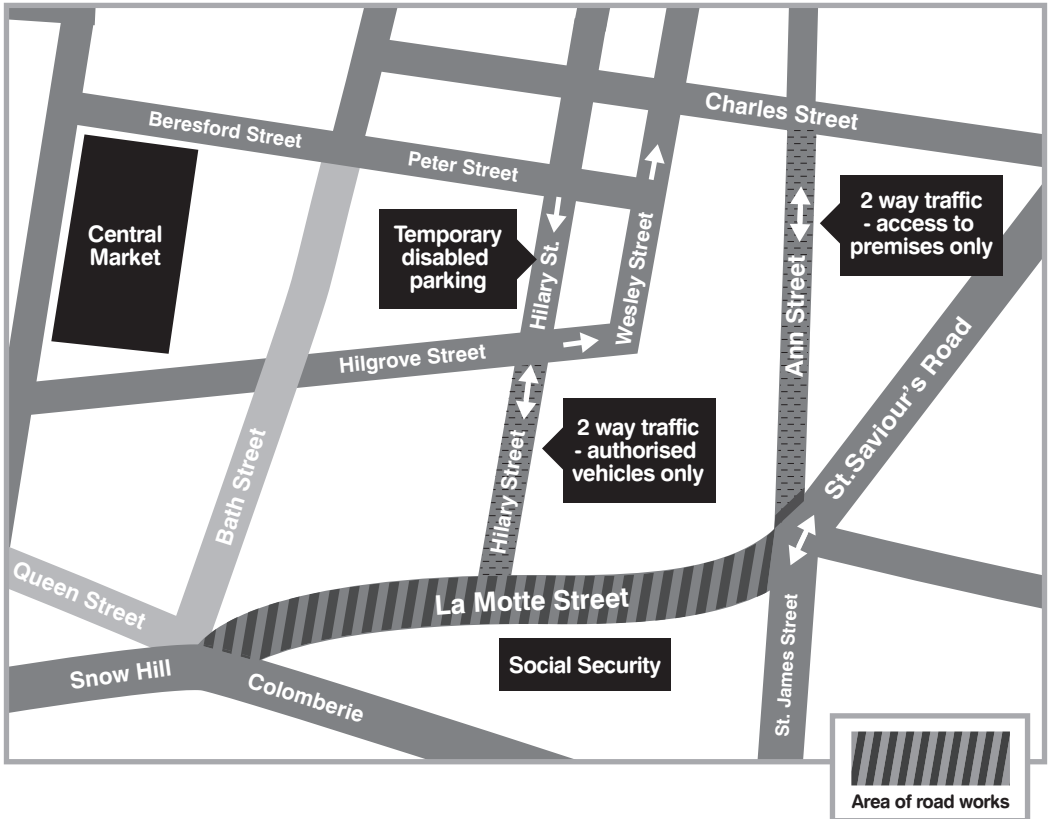 Charles Street
Beresford Street
Peter Street
Central
Market
Temporary
disabled
parking
2 way traffic
- access to
premises only
Hilary St.
Wesley Street
Ann Street
Hilgrove Street
St.Saviour's Road
2 way traffic
- authorised
vehicles only
Bath Street
Hilary Street
Queen Street
La Motte Street
Social Security
Snow Hill
Colomberie
St. James Street
Area of road works